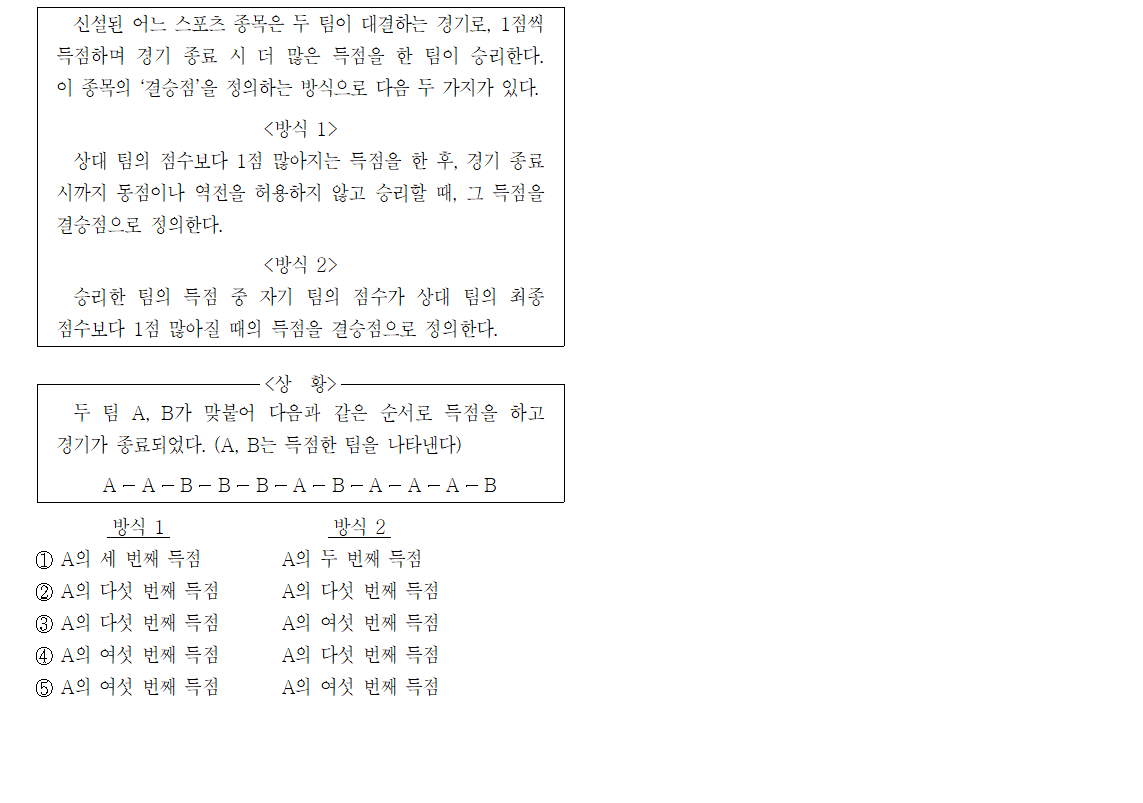 신설된 어느 스포츠 종목은 두 팀이 대결하는 경기로, 1점씩
득점하며 경기 종료 시 더 많은 득점을 한 팀이 승리한다.
이 종목의 ‘결승점’을 정의하는 방식으로 다음 두 가지가 있다.
<방식 1>
상대 팀의 점수보다 1점 많아지는 득점을 한 후, 경기 종료
시까지 동점이나 역전을 허용하지 않고 승리할 때, 그 득점을
결승점으로 정의한다.
<방식 2>
승리한 팀의 득점 중 자기 팀의 점수가 상대 팀의 최종
점수보다 1점 많아질 때의 득점을 결승점으로 정의한다.
<상 황>
두 팀 A, B가 맞붙어 다음과 같은 순서로 득점을 하고
경기가 종료되었다. (A, B는 득점한 팀을 나타낸다)
A - A - B - B - B - A - B - A - A - A - B
방식 1 방식 2
① A의 세 번째 득점 A의 두 번째 득점
② A의 다섯 번째 득점 A의 다섯 번째 득점
③ A의 다섯 번째 득점 A의 여섯 번째 득점
④ A의 여섯 번째 득점 A의 다섯 번째 득점
⑤ A의 여섯 번째 득점 A의 여섯 번째 득점